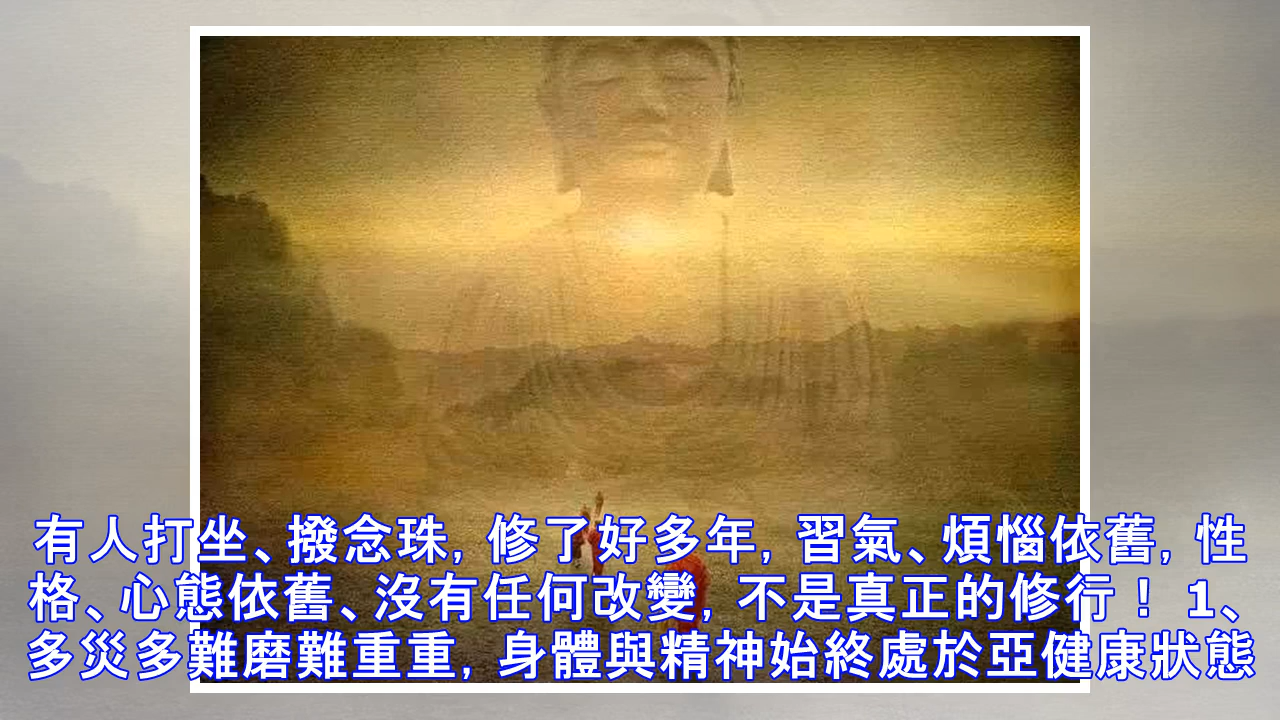 有人打坐、撥念珠, 修了好多年, 習氣、煩惱依舊, 性
格、心態依舊、沒有任何改變, 不是真正的修行！ 1、
多災多難磨難重重, 身體與精神始終處於亞健康狀態